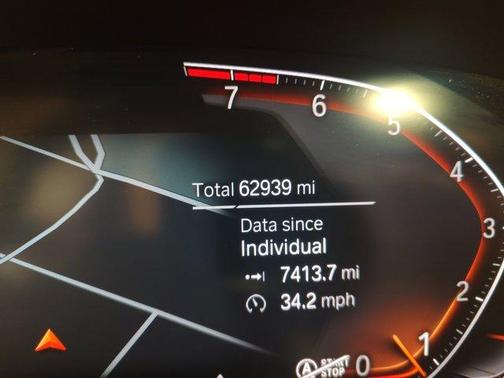 7
6
5
4
3
2
1
0
Total 62939 mi
Data since
Individual
7413.7 mi
34.2 mph
A START
STOP